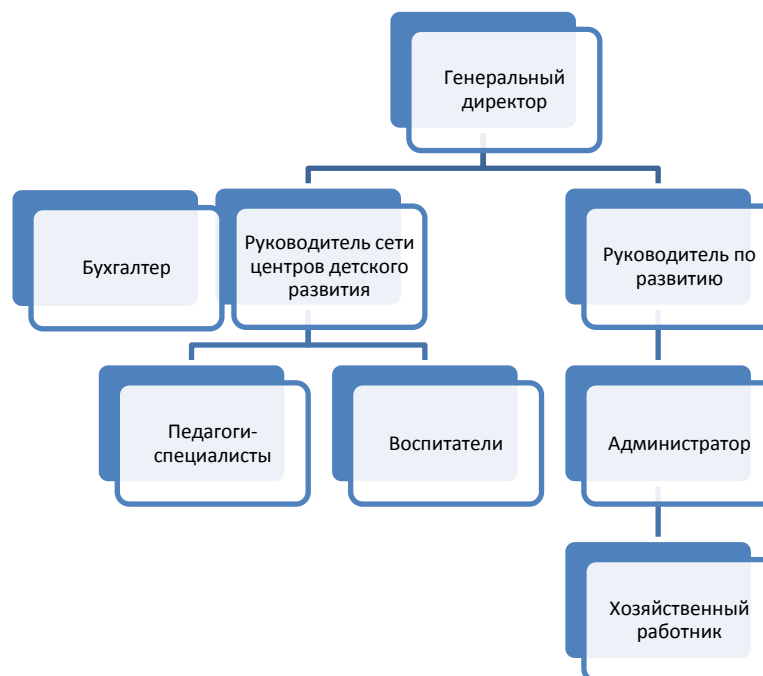 Генеральный
директор
Бухгалтер
Руководитель сети
центров детского
развития
Руководитель по
развитию
Педагоги-
специалисты
Воспитатели
Администратор
Хозяйственный
работник